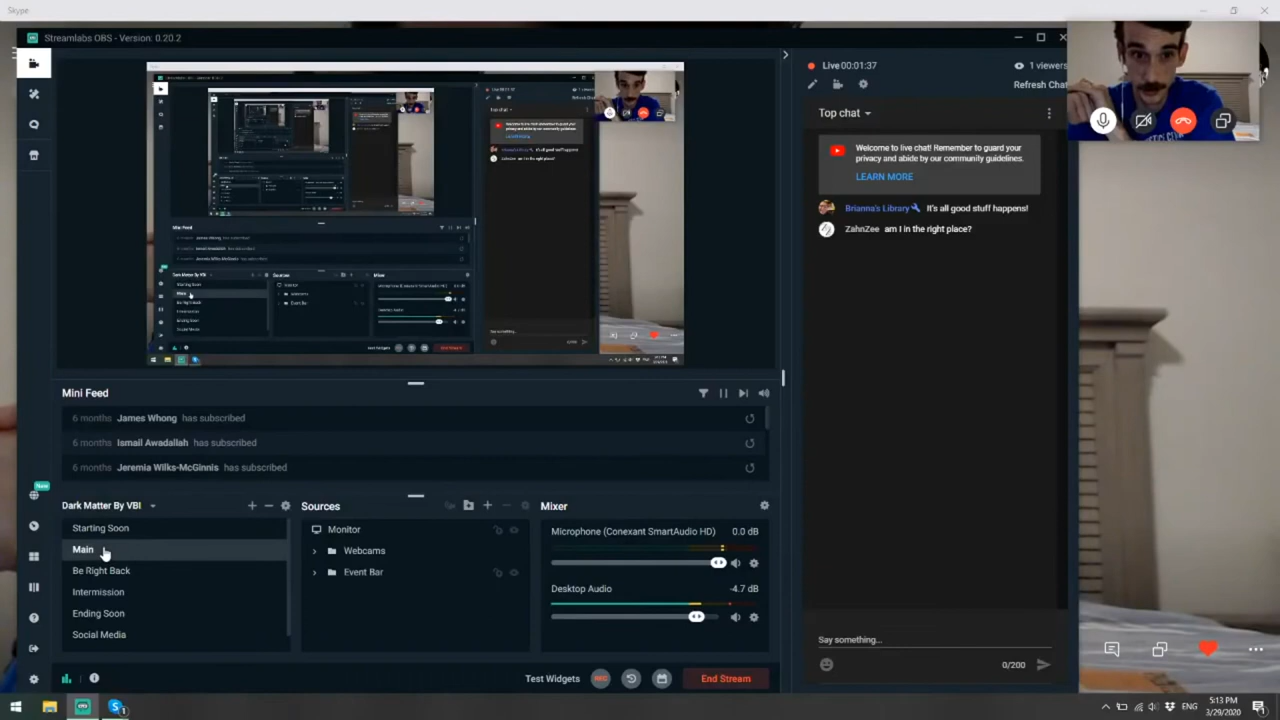 Skype
Streamlabs OBS - Version: 0.20.2
Live 00:01:37
1 viewers
Refresh Chat
Top chat
Welcome to live chat! Remember to guard your
privacy and abide by our community guidelines.
LEARN MORE
Brianna's Library It's all good stuff happens!
ZahnZee am I in the right place?
Mini Feed
6 months James Whong has subscribed
6 months Ismail Awadallah has subscribed
6 months Jeremia Wilks-McGinnis has subscribed
New
Dark Matter By VBI
Starting Soon
Main
Be Right Back
Intermission
Ending Soon
Social Media
Sources
Monitor
Webcams
Event Bar
Mixer
Microphone (Conexant SmartAudio HD) 0.0 dB
Desktop Audio -4.7 dB
Say something...
0/200
Test Widgets
REC
End Stream
ENG
5:13 PM
3/29/2020